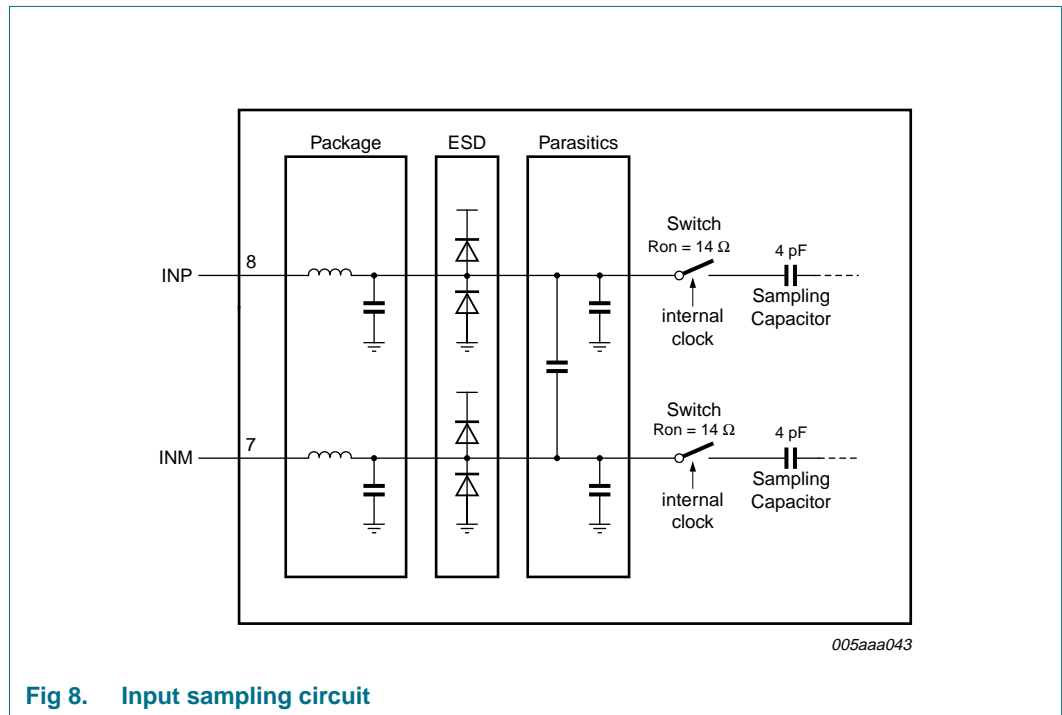 Package
ESD
Parasitics
Switch
Ron = 14 Ω
4 pF
8
INP
internal
clock
Sampling
Capacitor
Switch
Ron = 14 Ω
4 pF
7
INM
internal
clock
Sampling
Capacitor
005aaa043
Fig 8. Input sampling circuit